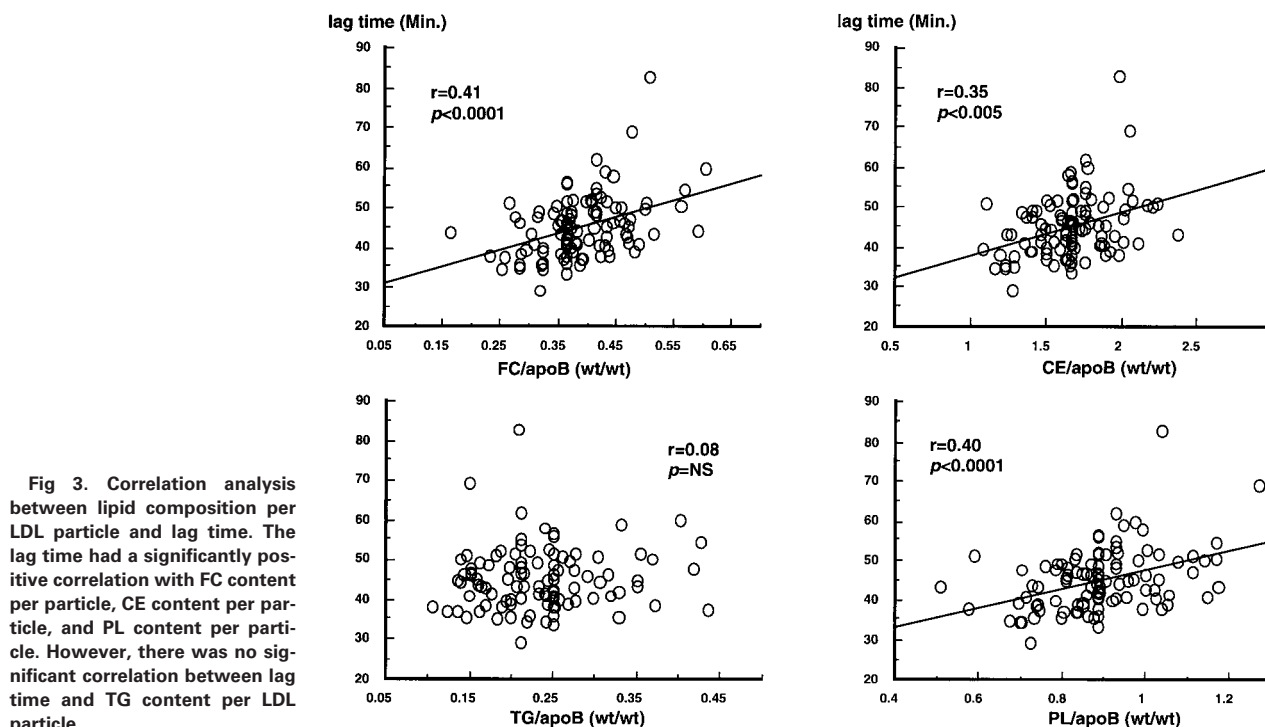 lag time (Min.)
90
80
70
60
50
40
30
20
r=0.41
p<0.0001
0.05 0.15 0.25 0.35 0.45 0.55 0.65
FC/apoB (wt/wt)
lag time (Min.)
90
80
70
60
50
40
30
20
r=0.35
p<0.005
0.5 1 1.5 2 2.5
CE/apoB (wt/wt)
90
80
70
60
50
40
30
20
r=0.08
p=NS
0.05 0.15 0.25 0.35 0.45
TG/apoB (wt/wt)
90
80
70
60
50
40
30
20
r=0.40
p<0.0001
0.4 0.6 0.8 1 1.2
PL/apoB (wt/wt)
Fig 3. Correlation analysis
between lipid composition per
LDL particle and lag time. The
lag time had a significantly pos-
itive correlation with FC content
per particle, CE content per par-
ticle, and PL content per parti-
cle. However, there was no sig-
nificant correlation between lag
time and TG content per LDL
particle.